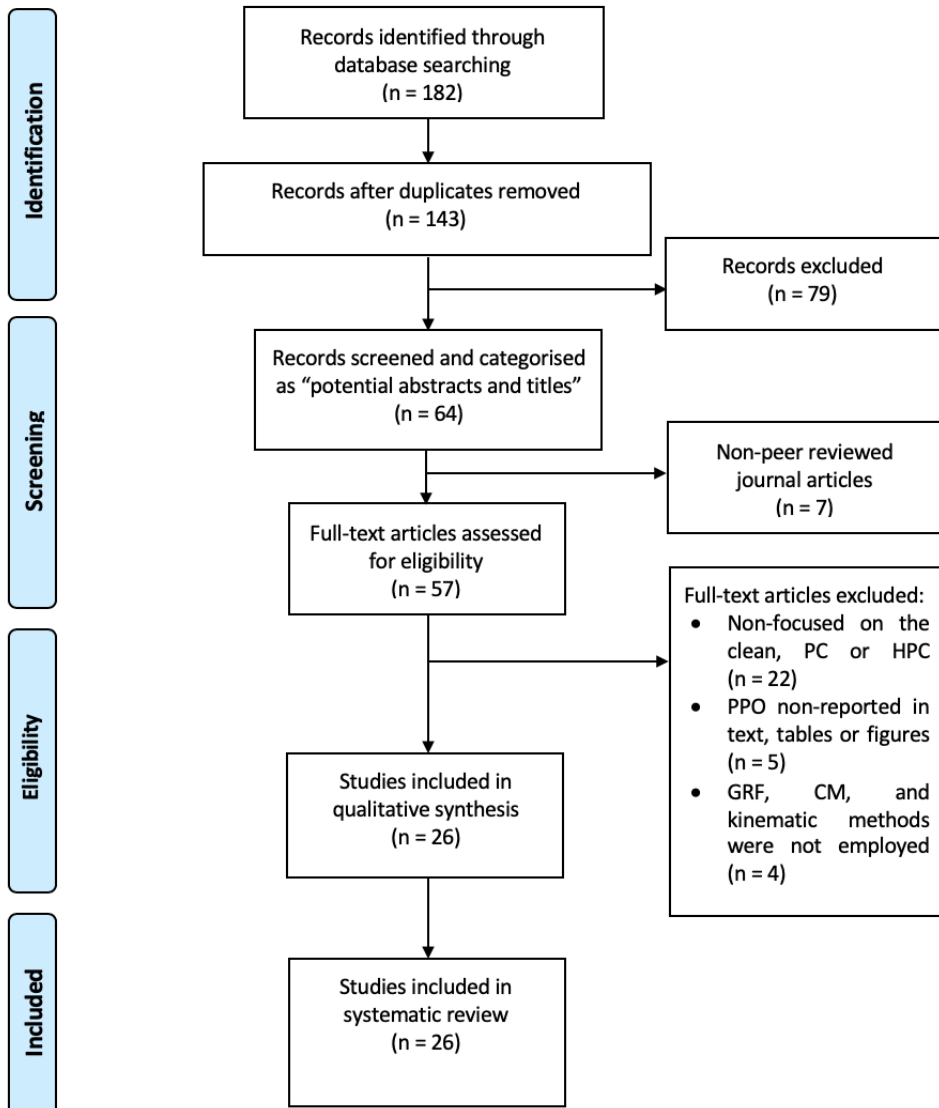 Identification
Records identified through
database searching
(n = 182)
Records after duplicates removed
(n = 143)
Records excluded
(n = 79)
Screening
Records screened and categorised
as “potential abstracts and titles”
(n = 64)
Non-peer reviewed
journal articles
(n = 7)
Full-text articles assessed
for eligibility
(n = 57)
Full-text articles excluded:
• Non-focused on the
clean, PC or HPC
(n = 22)
• PPO non-reported in
text, tables or figures
(n = 5)
• GRF, CM, and
kinematic methods
were not employed
(n = 4)
Eligibility
Studies included in
qualitative synthesis
(n = 26)
Included
Studies included in
systematic review
(n = 26)